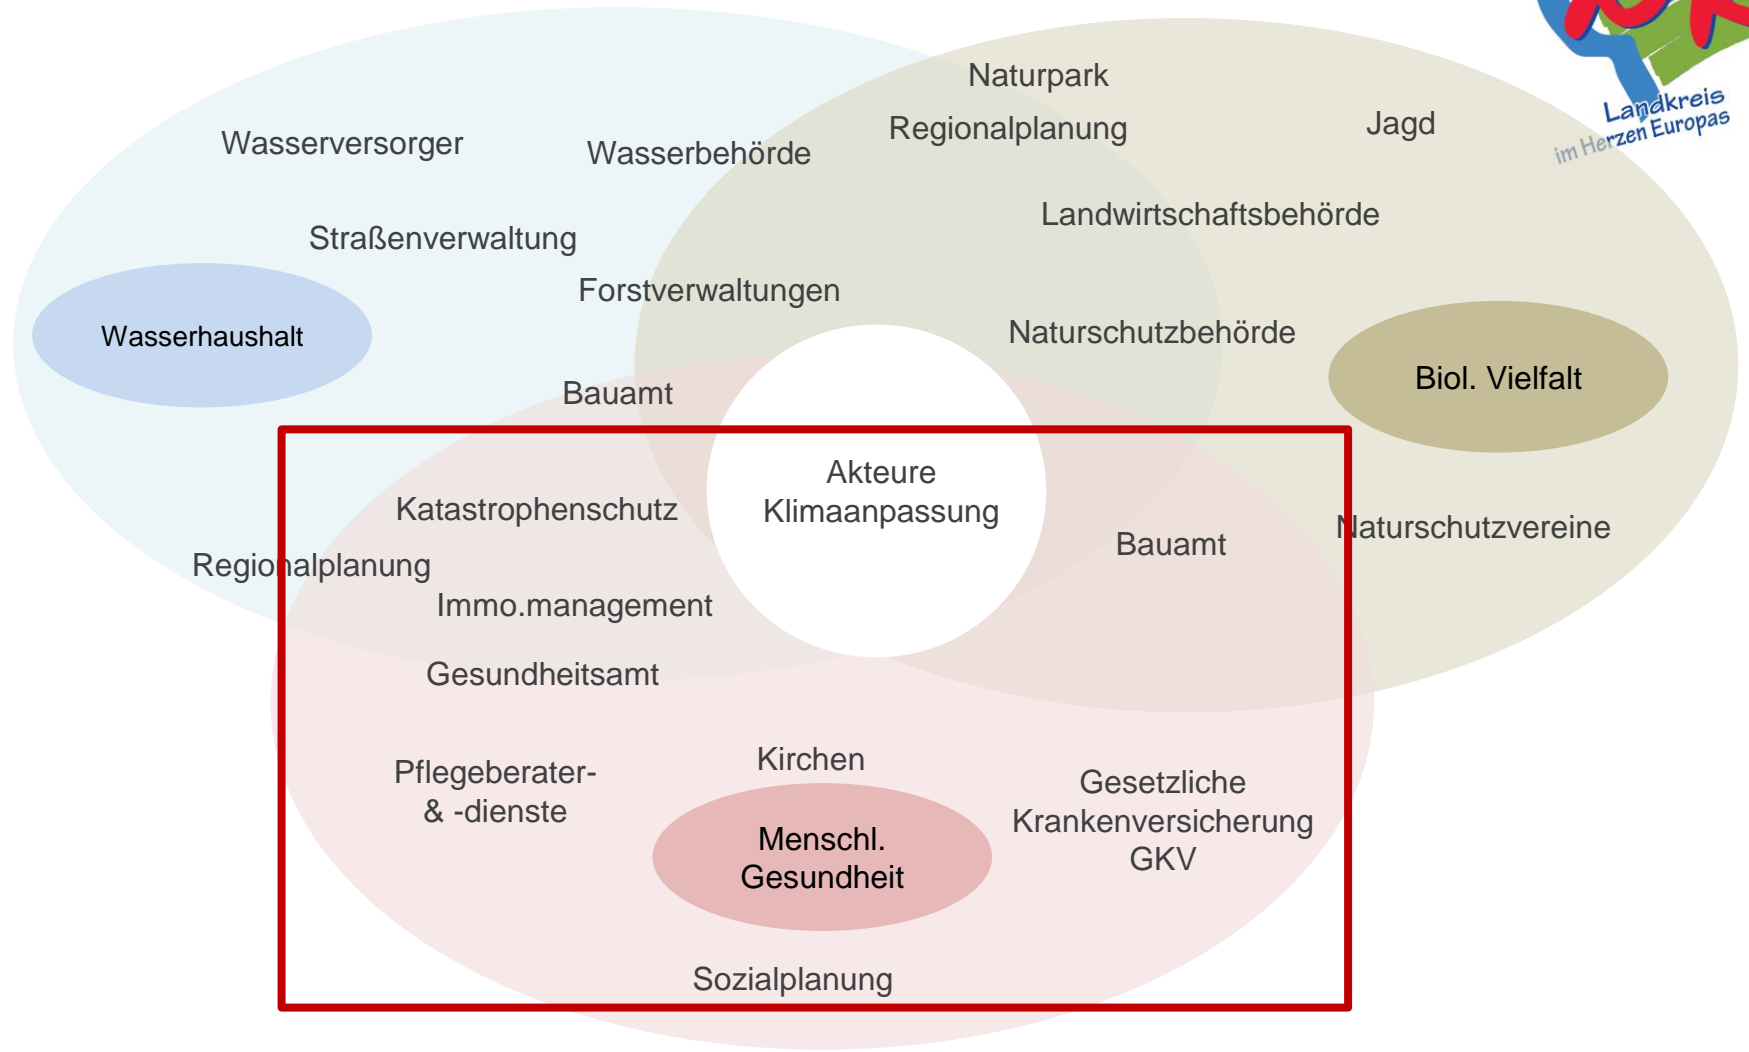 Naturpark
Landkreis
im Herzen Europas
Wasserversorger
Wasserbehörde
Regionalplanung
Jagd
Straßenverwaltung
Landwirtschaftsbehörde
Forstverwaltungen
Wasserhaushalt
Naturschutzbehörde
Biol. Vielfalt
Bauamt
Akteure
Klimaanpassung
Katastrophenschutz
Bauamt
Naturschutzvereine
Regionalplanung
Immo.management
Gesundheitsamt
Pflegeberater-
& -dienste
Kirchen
Gesetzliche
Krankenversicherung
GKV
Menschl.
Gesundheit
Sozialplanung